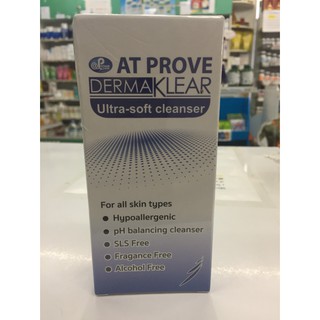 AT PROVE
DERMAKLEAR
Ultra-soft cleanser
For all skin types
Hypoallergenic
pH balancing cleanser
SLS Free
Fragance Free
Alcohol Free